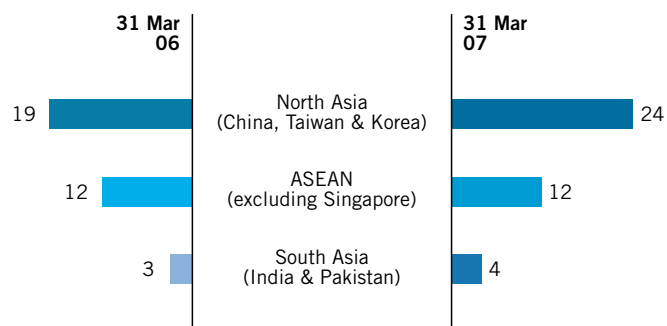 31 Mar
06
31 Mar
07
19
North Asia
(China, Taiwan & Korea)
24
12
ASEAN
(excluding Singapore)
12
3
South Asia
(India & Pakistan)
4